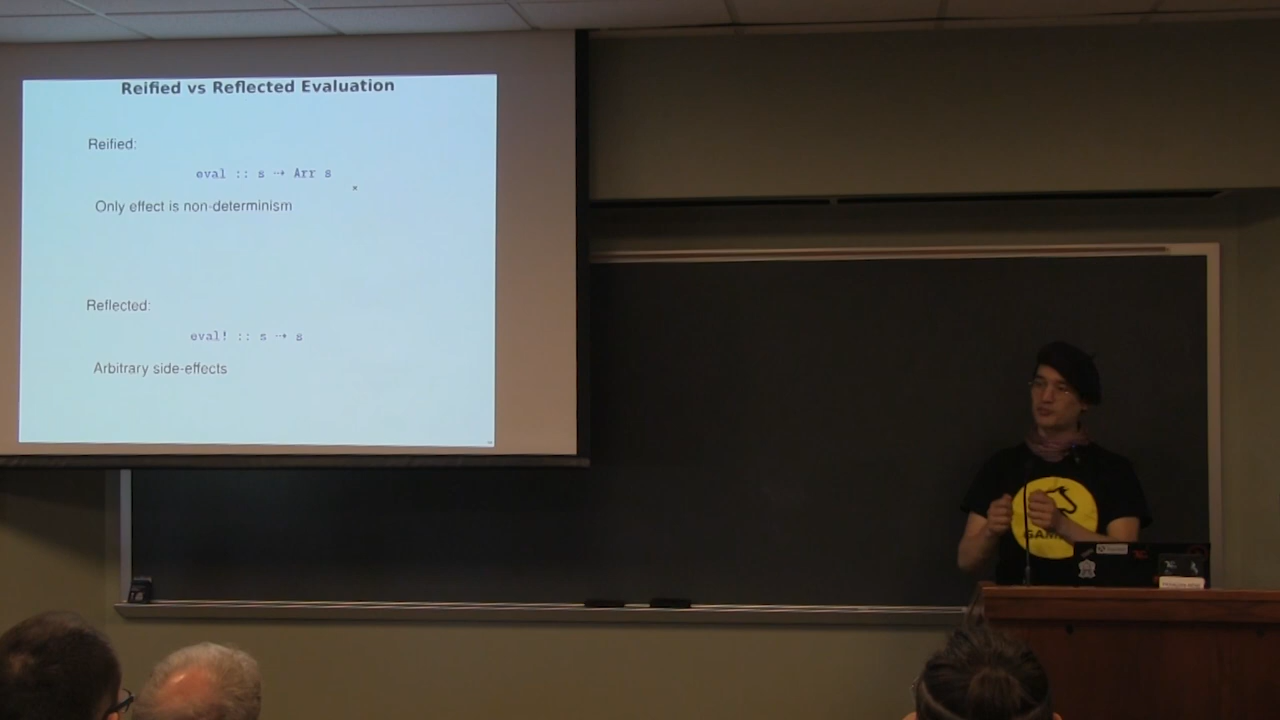 Reified vs Reflected Evaluation
Reified:
eval :: s ⇢ Arr s
Only effect is non-determinism
Reflected:
eval! :: s ⇢ s
Arbitrary side-effects